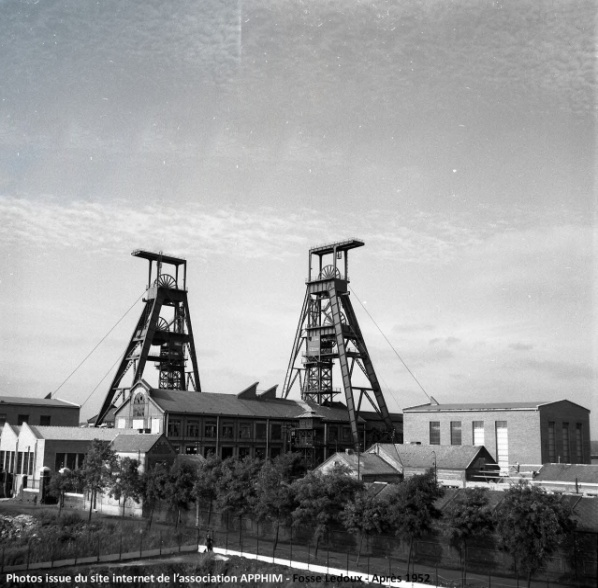 Photos issue du site internet de l'association APPHIM - Fosse Ledoux - Après 1952